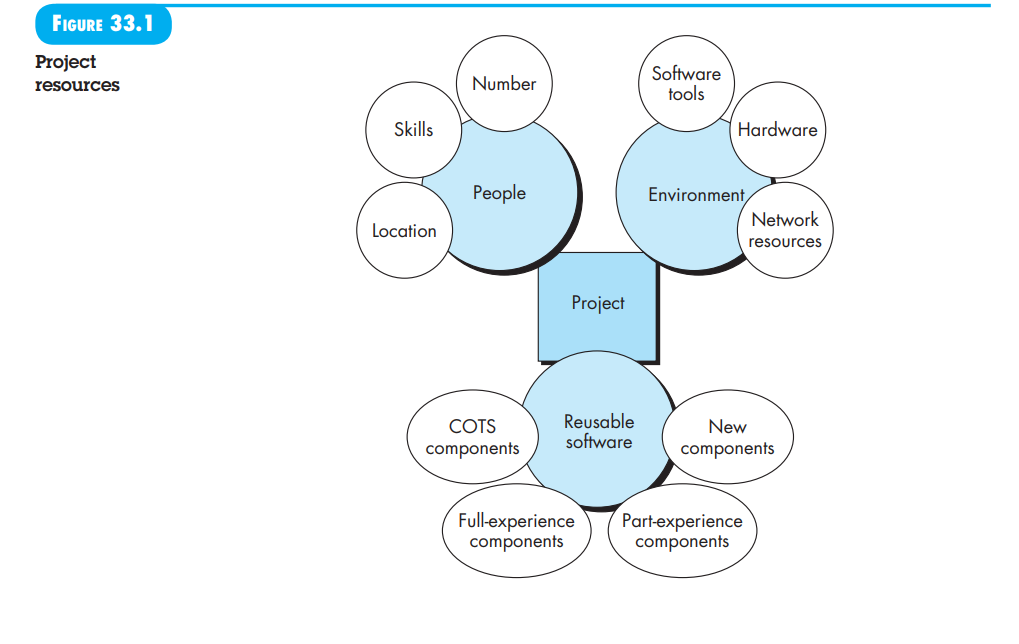 FIGURE 33.1
Project
resources
Number
Skills
Location
People
Software
tools
Hardware
Network
resources
Environment
Project
Reusable
software
COTS
components
New
components
Full-experience
components
Part-experience
components